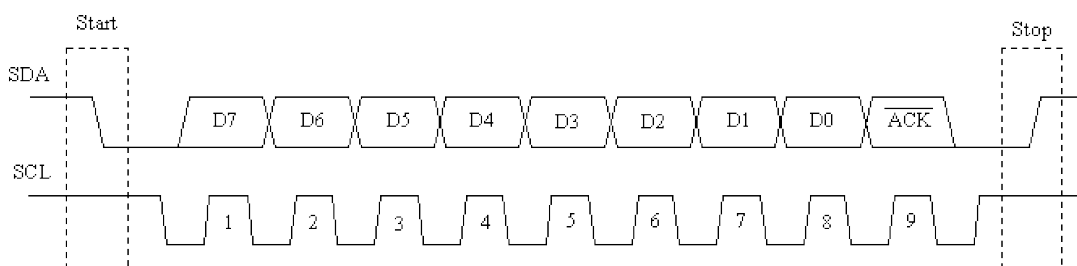 Start
Stop
SDA
D7 D6 D5 D4 D3 D2 D1 D0 ACK
SCL
1 2 3 4 5 6 7 8 9